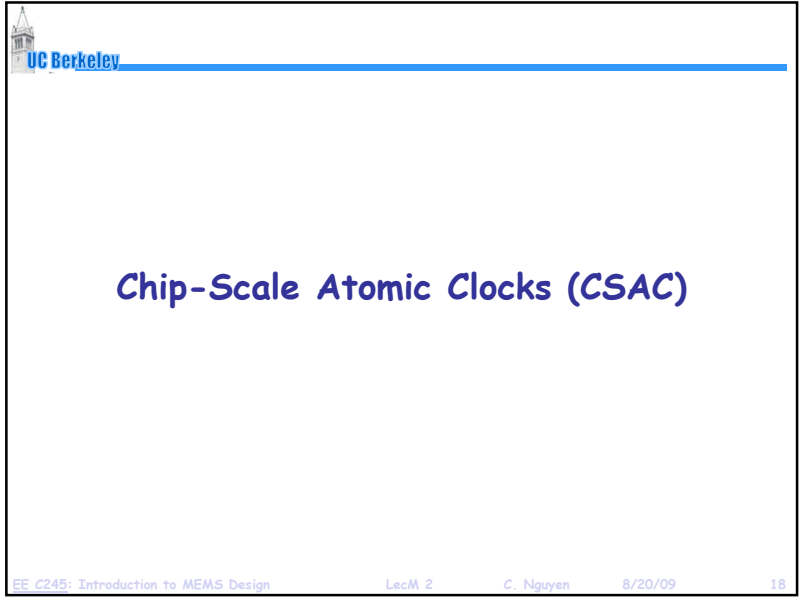 UC Berkeley
Chip-Scale Atomic Clocks (CSAC)
EE C245: Introduction to MEMS Design LecM 2 C. Nguyen 8/20/09 18